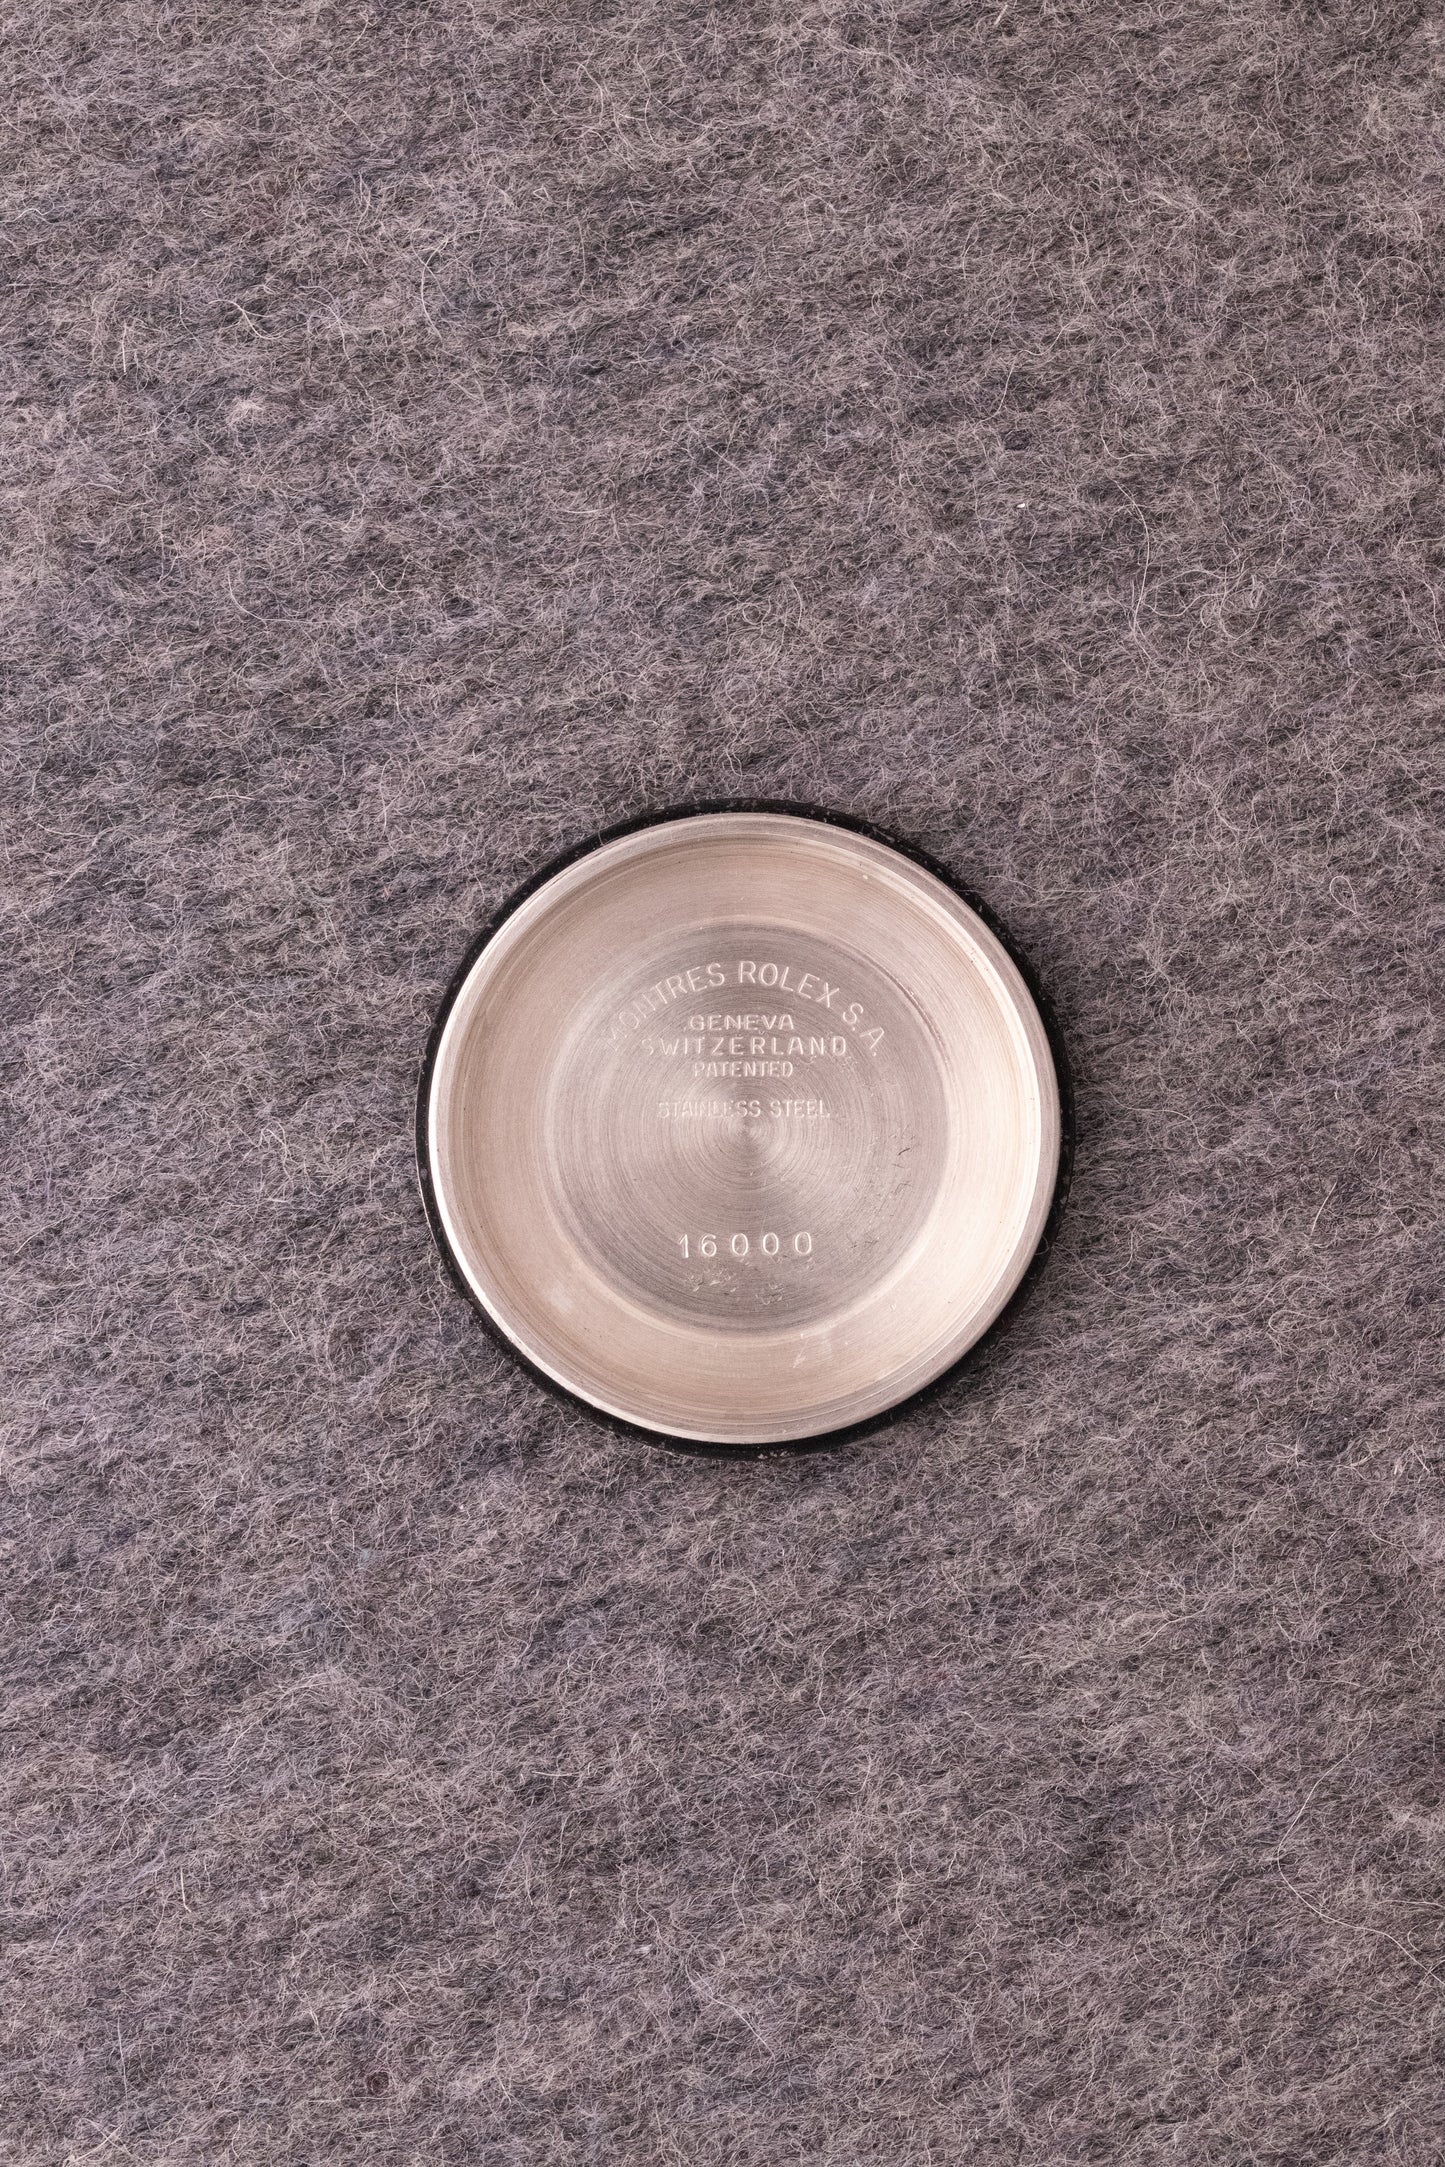 MONTRES ROLEX S.A.
GENEVA
SWITZERLAND
PATENTED
STAINLESS STEEL
16000